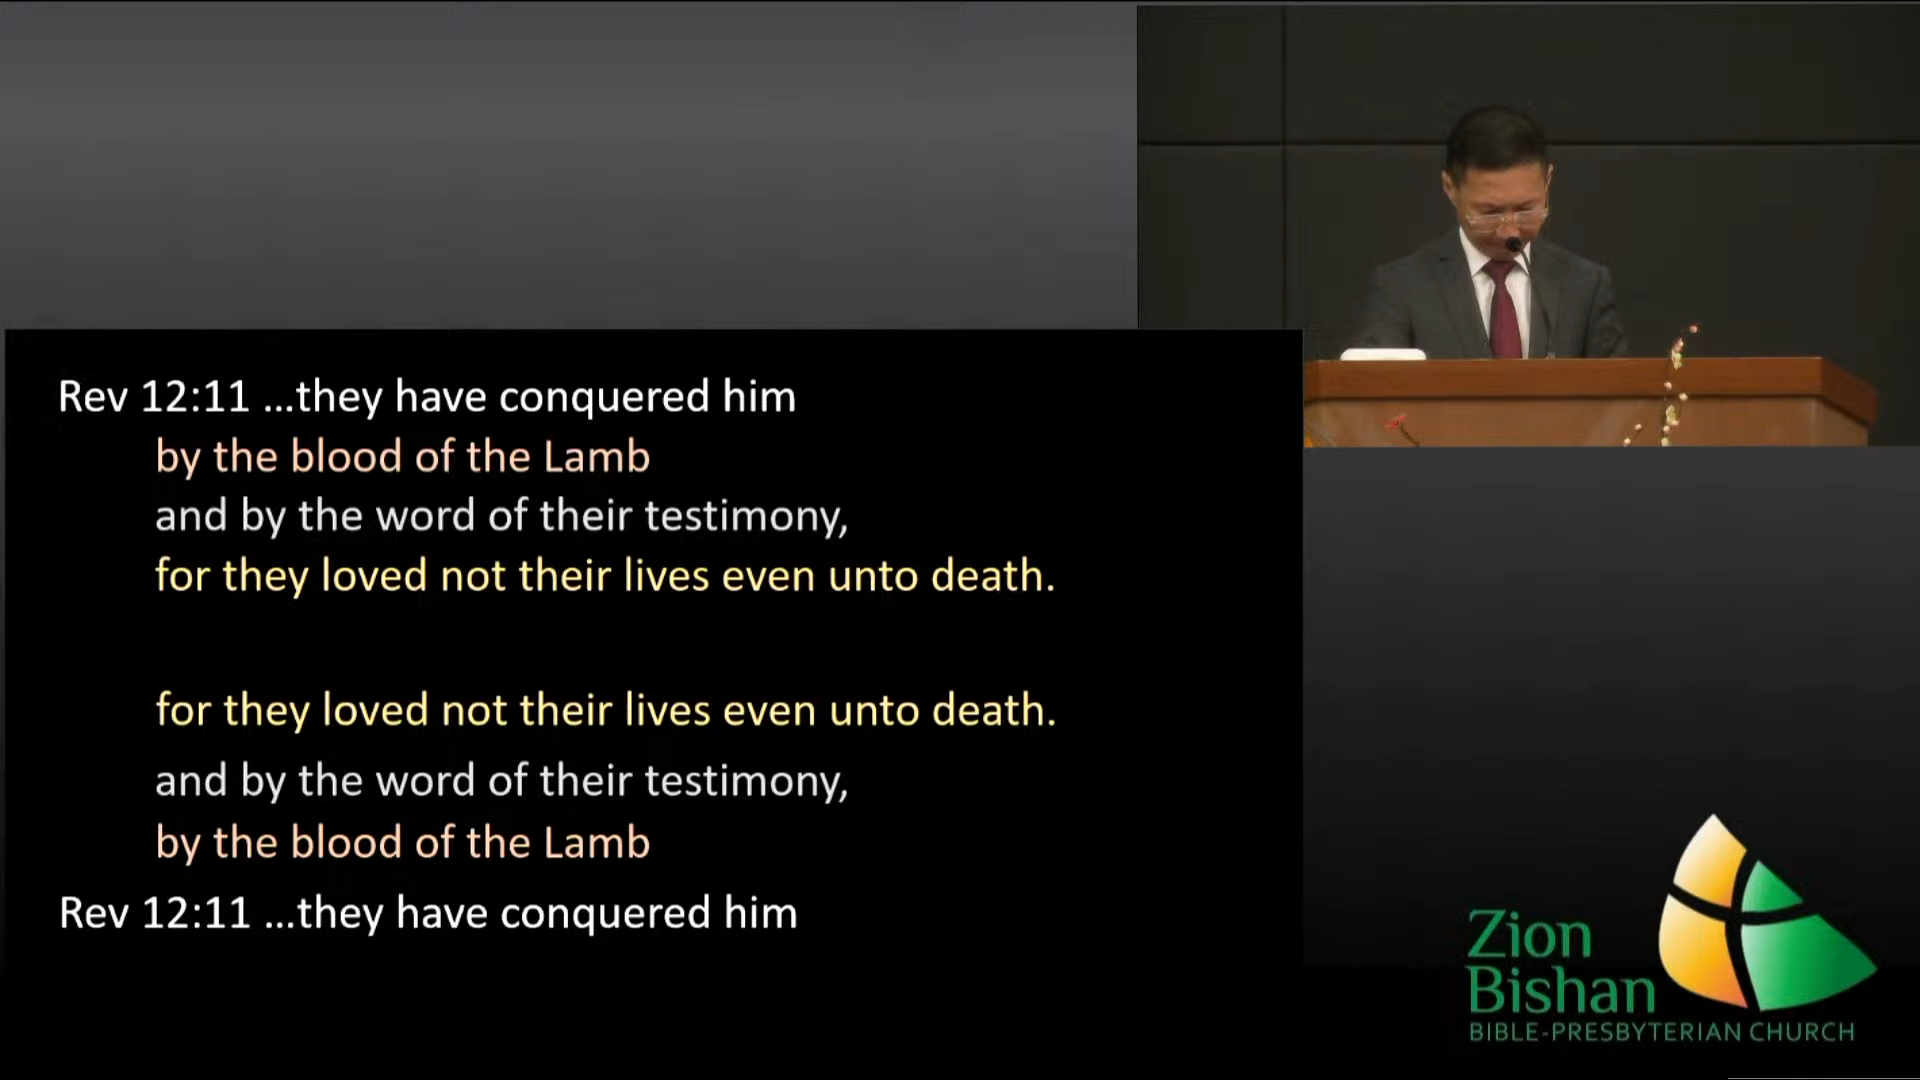 Rev 12:11 ...they have conquered him
by the blood of the Lamb
and by the word of their testimony,
for they loved not their lives even unto death.
for they loved not their lives even unto death.
and by the word of their testimony,
by the blood of the Lamb
Rev 12:11 ...they have conquered him
Zion
Bishan
BIBLE-PRESBYTERIAN CHURCH